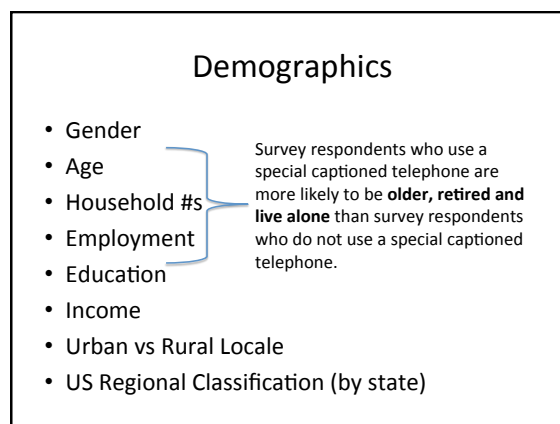 Demographics
• Gender
• Age
• Household #s
• Employment
• Education
• Income
• Urban vs Rural Locale
• US Regional Classification (by state)
Survey respondents who use a
special captioned telephone are
more likely to be older, retired and
live alone than survey respondents
who do not use a special captioned
telephone.